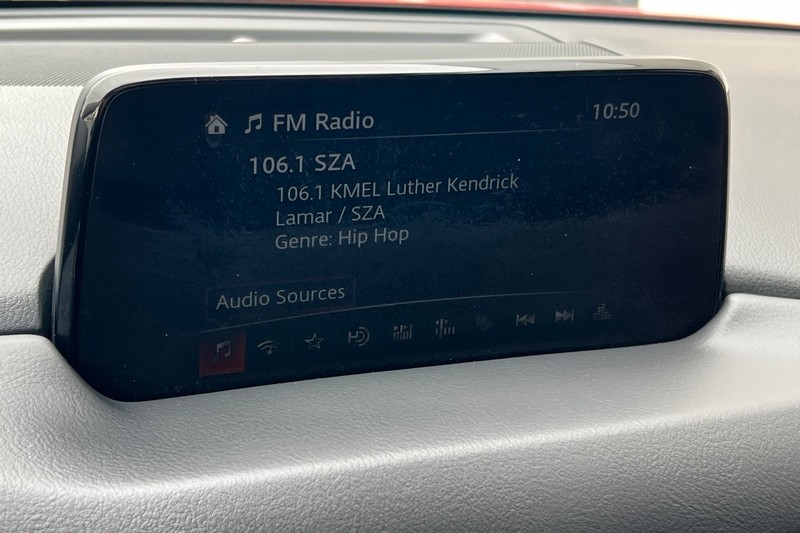 FM Radio
10:50
106.1 SZA
106.1 KMEL Luther Kendrick
Lamar / SZA
Genre: Hip Hop
Audio Sources